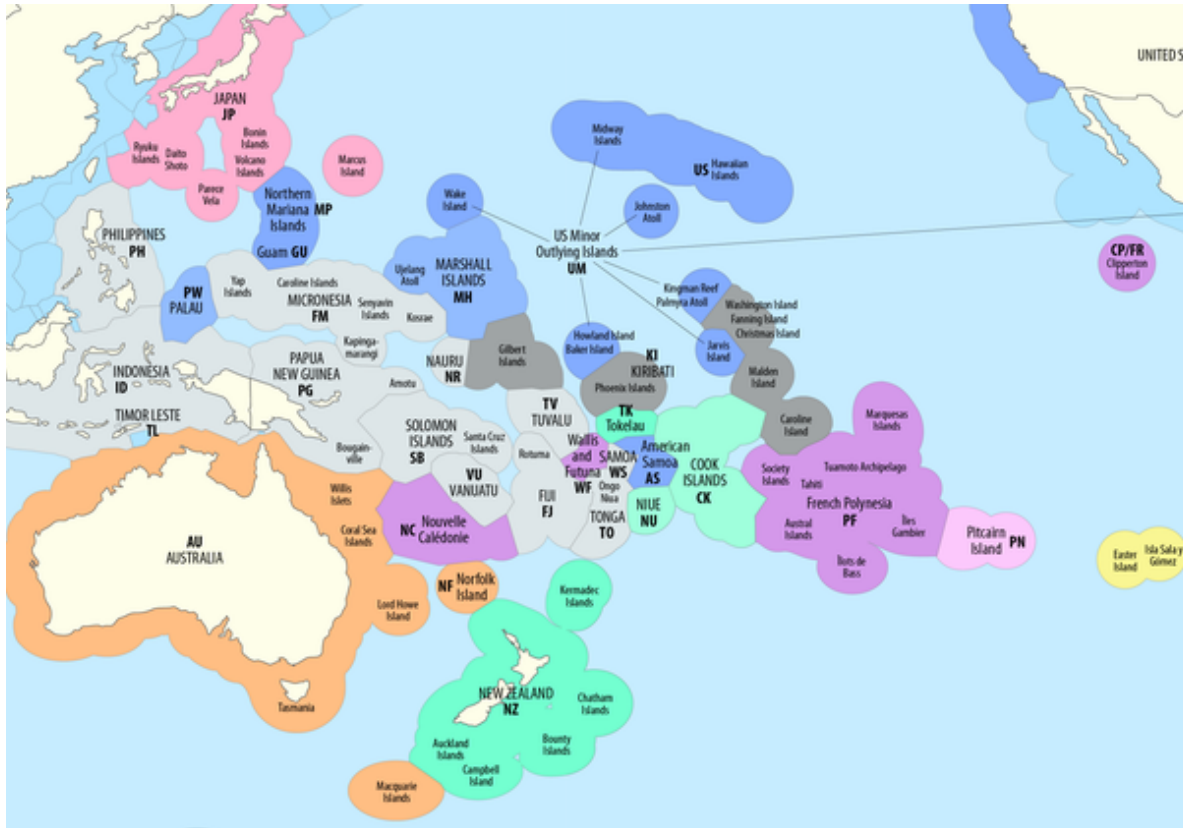 UNITED S
JAPAN
JP
Ryuku
Islands
Daito
Shoto
Bonin
Islands
Volcano
Islands
Parece
Vela
Marcus
Island
Midway
Islands
US Hawaiian
Islands
Wake
Island
Johnston
Atoll
Northern
Mariana MP
Islands
Guam GU
PHILIPPINES
PH
US Minor
Outlying Islands
UM
CP/FR
Clipperton
Island
PW
PALAU
Yap
Islands
Caroline Islands
MICRONESIA
FM
Senyavin
Islands
Kosrae
Ujelang
Atoll
MARSHALL
ISLANDS
MH
Kingman Reef
Palmyra Atoll
Washington Island
Fanning Island
Christmas Island
Kapinga-
marangi
NAURU
NR
Gilbert
Islands
Howland Island
Baker Island
Jarvis
Island
KI
KIRIBATI
Phoenix Islands
Malden
Island
INDONESIA
ID
PAPUA
NEW GUINEA
PG
Amotu
TIMOR LESTE
TL
Bougain-
ville
SOLOMON
ISLANDS
SB
Santa Cruz
Islands
TV
TUVALU
TK
Tokelau
Caroline
Island
Marquesas
Islands
Rotuma
Wallis
and
Futuna
WF
SAMOA
WS
American
Samoa
AS
COOK
ISLANDS
CK
Society
Islands
Tuamoto Archipelago
Tahiti
French Polynesia
PF
VU
VANUATU
FIJI
FJ
Ongo
Niua
TONGA
TO
NIUE
NU
Austral
Islands
Îles
Gambier
Îlots de
Bass
Pitcairn PN
Island
Easter
Island
Isla Sala y
Gómez
Willis
Islets
Coral Sea
Islands
NC Nouvelle
Calédonie
AU
AUSTRALIA
NF Norfolk
Island
Kermadec
Islands
Lord Howe
Island
Tasmania
NEW ZEALAND
NZ
Chatham
Islands
Auckland
Islands
Bounty
Islands
Campbell
Island
Macquarie
Islands